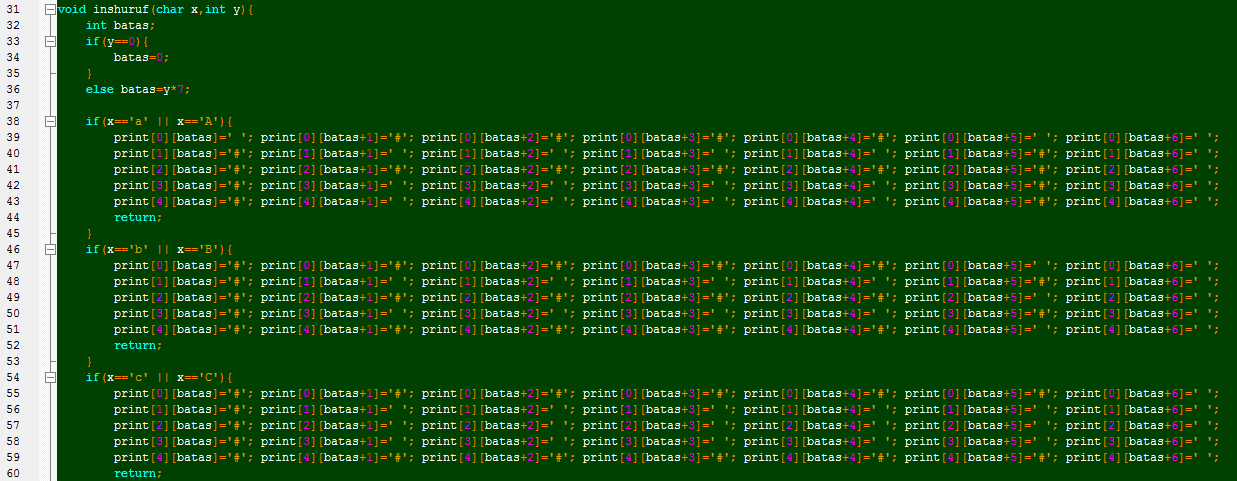 31 void inshuruf(char x,int y){
32 int batas;
33 if(y==0){
34 batas=0;
35 }
36 else batas=y*7;
37
38 if(x=='a' || x=='A'){
39 print[0][batas]=' '; print[0][batas+1]='#'; print[0][batas+2]='#'; print[0][batas+3]='#'; print[0][batas+4]='#'; print[0][batas+5]=' '; print[0][batas+6]=' ';
40 print[1][batas]='#'; print[1][batas+1]=' '; print[1][batas+2]=' '; print[1][batas+3]=' '; print[1][batas+4]=' '; print[1][batas+5]='#'; print[1][batas+6]=' ';
41 print[2][batas]='#'; print[2][batas+1]='#'; print[2][batas+2]='#'; print[2][batas+3]='#'; print[2][batas+4]='#'; print[2][batas+5]='#'; print[2][batas+6]=' ';
42 print[3][batas]='#'; print[3][batas+1]=' '; print[3][batas+2]=' '; print[3][batas+3]=' '; print[3][batas+4]=' '; print[3][batas+5]='#'; print[3][batas+6]=' ';
43 print[4][batas]='#'; print[4][batas+1]=' '; print[4][batas+2]=' '; print[4][batas+3]=' '; print[4][batas+4]=' '; print[4][batas+5]='#'; print[4][batas+6]=' ';
44 return;
45 }
46 if(x=='b' || x=='B'){
47 print[0][batas]='#'; print[0][batas+1]='#'; print[0][batas+2]='#'; print[0][batas+3]='#'; print[0][batas+4]='#'; print[0][batas+5]=' '; print[0][batas+6]=' ';
48 print[1][batas]='#'; print[1][batas+1]=' '; print[1][batas+2]=' '; print[1][batas+3]=' '; print[1][batas+4]=' '; print[1][batas+5]='#'; print[1][batas+6]=' ';
49 print[2][batas]='#'; print[2][batas+1]='#'; print[2][batas+2]='#'; print[2][batas+3]='#'; print[2][batas+4]='#'; print[2][batas+5]=' '; print[2][batas+6]=' ';
50 print[3][batas]='#'; print[3][batas+1]=' '; print[3][batas+2]=' '; print[3][batas+3]=' '; print[3][batas+4]=' '; print[3][batas+5]='#'; print[3][batas+6]=' ';
51 print[4][batas]='#'; print[4][batas+1]='#'; print[4][batas+2]='#'; print[4][batas+3]='#'; print[4][batas+4]='#'; print[4][batas+5]=' '; print[4][batas+6]=' ';
52 return;
53 }
54 if(x=='c' || x=='C'){
55 print[0][batas]='#'; print[0][batas+1]='#'; print[0][batas+2]='#'; print[0][batas+3]='#'; print[0][batas+4]='#'; print[0][batas+5]='#'; print[0][batas+6]=' ';
56 print[1][batas]='#'; print[1][batas+1]=' '; print[1][batas+2]=' '; print[1][batas+3]=' '; print[1][batas+4]=' '; print[1][batas+5]=' '; print[1][batas+6]=' ';
57 print[2][batas]='#'; print[2][batas+1]=' '; print[2][batas+2]=' '; print[2][batas+3]=' '; print[2][batas+4]=' '; print[2][batas+5]=' '; print[2][batas+6]=' ';
58 print[3][batas]='#'; print[3][batas+1]=' '; print[3][batas+2]=' '; print[3][batas+3]=' '; print[3][batas+4]=' '; print[3][batas+5]=' '; print[3][batas+6]=' ';
59 print[4][batas]='#'; print[4][batas+1]='#'; print[4][batas+2]='#'; print[4][batas+3]='#'; print[4][batas+4]='#'; print[4][batas+5]='#'; print[4][batas+6]=' ';
60 return;